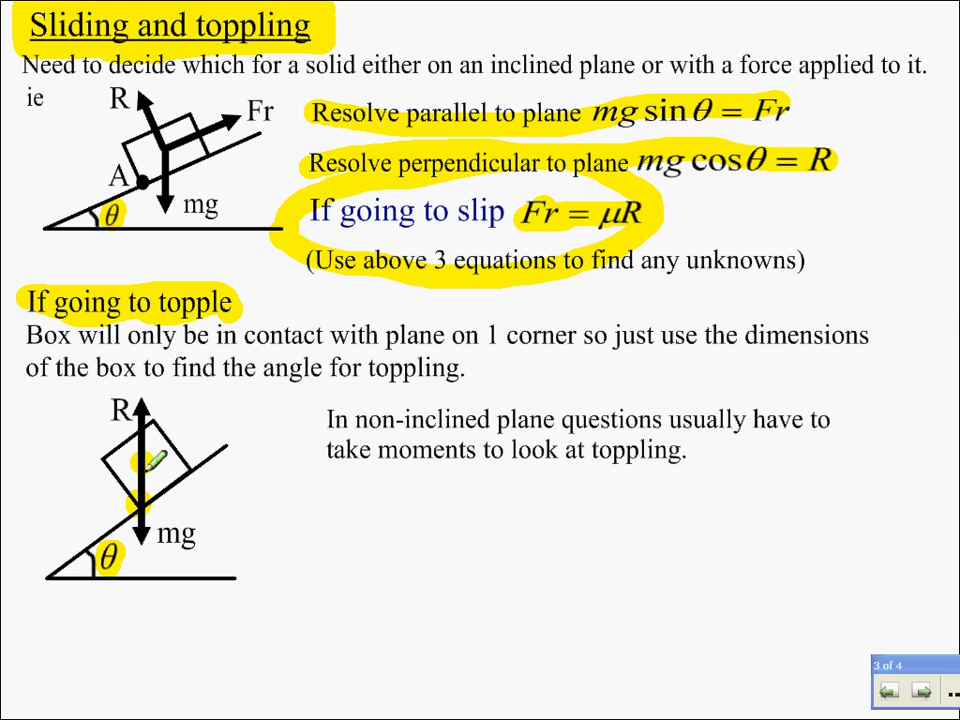 Sliding and toppling
Need to decide which for a solid either on an inclined plane or with a force applied to it.
ie
R
Fr
A
mg
θ
Resolve parallel to plane mg sin θ = Fr
Resolve perpendicular to plane mg cos θ = R
If going to slip Fr = μR
(Use above 3 equations to find any unknowns)
If going to topple
Box will only be in contact with plane on 1 corner so just use the dimensions
of the box to find the angle for toppling.
R
mg
θ
In non-inclined plane questions usually have to
take moments to look at toppling.
3 of 4